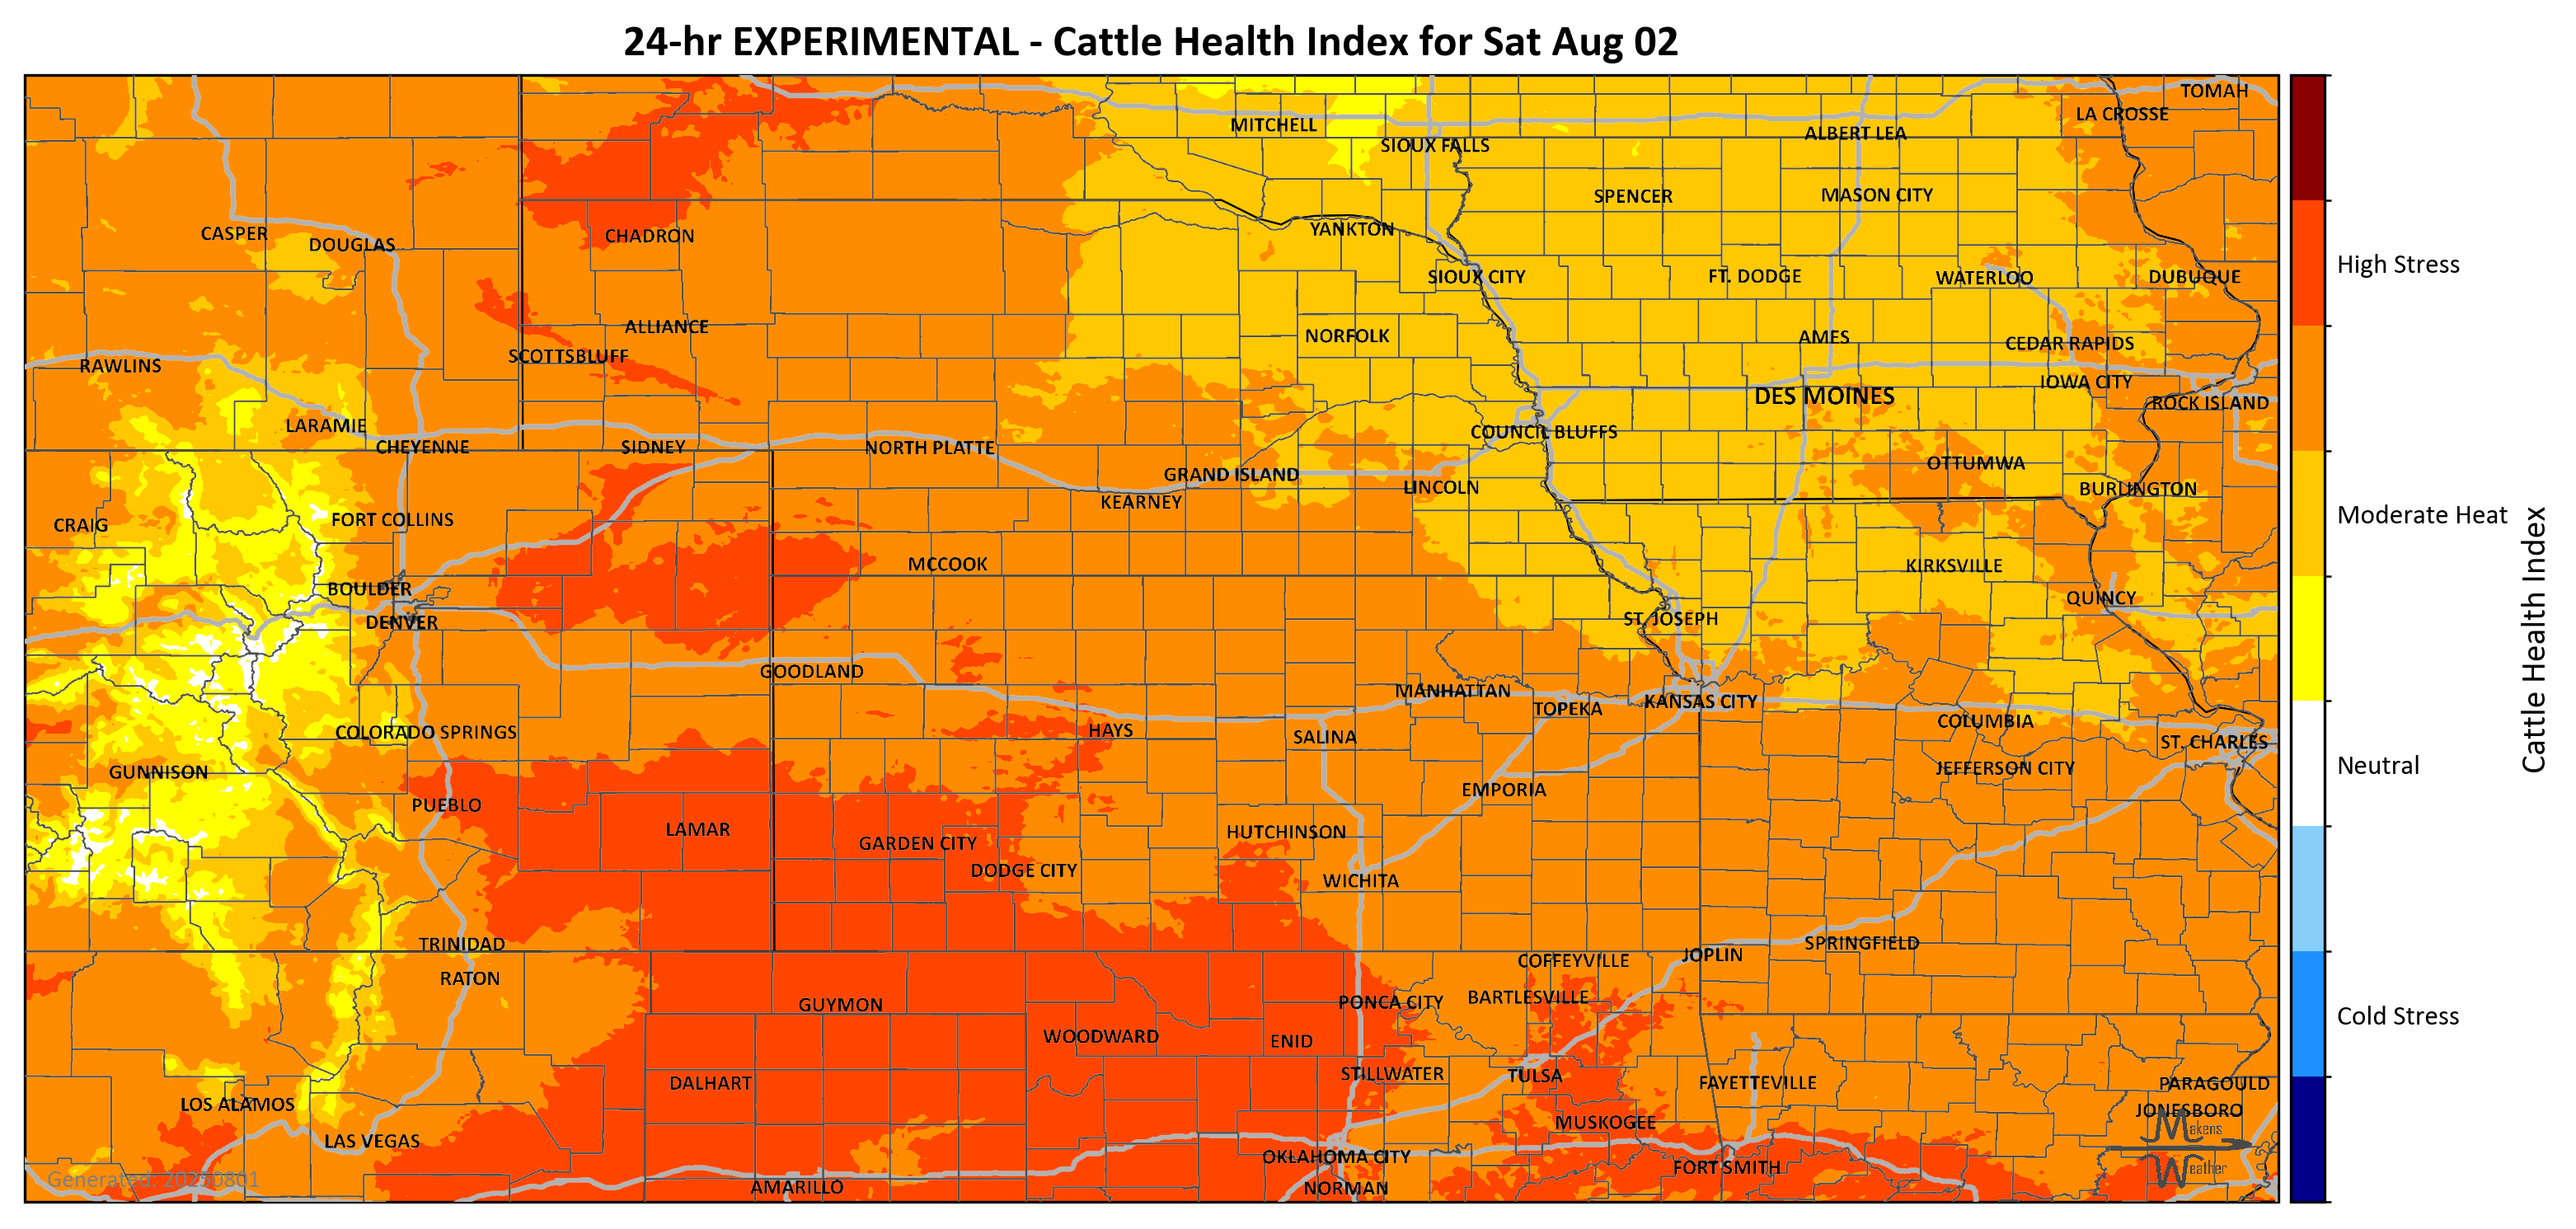 24-hr EXPERIMENTAL - Cattle Health Index for Sat Aug 02
TOMAH
LA CROSSE
MITCHELL
ALBERT LEA
SIOUX FALLS
SPENCER
MASON CITY
CASPER
DOUGLAS
CHADRON
YANKTON
SIOUX CITY
FT. DODGE
WATERLOO
DUBUQUE
ALLIANCE
NORFOLK
AMES
CEDAR RAPIDS
SCOTTSBLUFF
RAWLINS
IOWA CITY
DES MOINES
ROCK ISLAND
LARAMIE
COUNCIL BLUFFS
CHEYENNE
SIDNEY
NORTH PLATTE
OTTUMWA
GRAND ISLAND
LINCOLN
BURLINGTON
KEARNEY
CRAIG
FORT COLLINS
MCCOOK
KIRKSVILLE
BOULDER
QUINCY
DENVER
ST. JOSEPH
GOODLAND
MANHATTAN
KANSAS CITY
TOPEKA
COLUMBIA
COLORADO SPRINGS
HAYS
SALINA
ST. CHARLES
GUNNISON
JEFFERSON CITY
EMPORIA
PUEBLO
LAMAR
HUTCHINSON
GARDEN CITY
DODGE CITY
WICHITA
TRINIDAD
SPRINGFIELD
JOPLIN
COFFEYVILLE
RATON
BARTLESVILLE
PONCA CITY
GUYMON
WOODWARD
ENID
STILLWATER
TULSA
DALHART
FAYETTEVILLE
PARAGOULD
LOS ALAMOS
JONESBORO
MUSKOGEE
LAS VEGAS
OKLAHOMA CITY
FORT SMITH
AMARILLO
NORMAN
Generated: 20250801
Makens
Weather
High Stress
Moderate Heat
Neutral
Cold Stress
Cattle Health Index